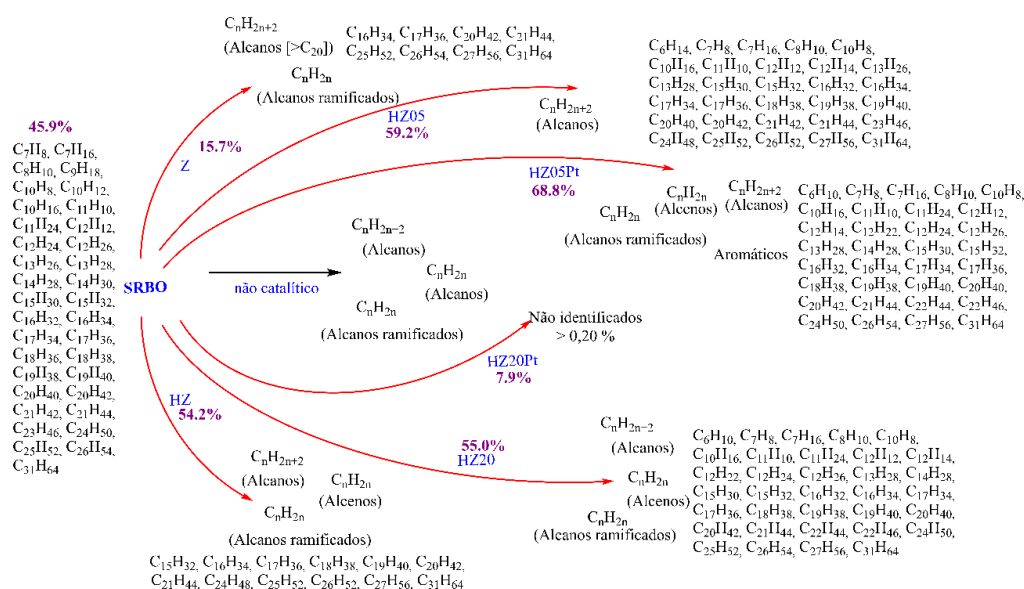 CₙH₂ₙ₊₂
(Alcanos [>C₂₀])
C₁₆H₃₄, C₁₇H₃₆, C₂₀H₄₂, C₂₁H₄₄,
C₂₅H₅₂, C₂₆H₅₄, C₂₇H₅₆, C₃₁H₆₄
CₙH₂ₙ
(Alcanos ramificados)
HZ05
59.2%
CₙH₂ₙ₊₂
(Alcanos)
C₆H₁₄, C₇H₈, C₇H₁₆, C₈H₁₀, C₁₀H₈,
C₁₀H₁₆, C₁₁H₁₀, C₁₂H₁₂, C₁₂H₁₄, C₁₃H₂₆,
C₁₃H₂₈, C₁₅H₃₀, C₁₅H₃₂, C₁₆H₃₂, C₁₆H₃₄,
C₁₇H₃₄, C₁₇H₃₆, C₁₈H₃₈, C₁₉H₃₈, C₁₉H₄₀,
C₂₀H₄₀, C₂₀H₄₂, C₂₁H₄₂, C₂₁H₄₄, C₂₃H₄₆,
C₂₄H₄₈, C₂₅H₅₂, C₂₆H₅₂, C₂₇H₅₆, C₃₁H₆₄,
45.9%
C₇H₈, C₇H₁₆,
C₈H₁₀, C₉H₁₈,
C₁₀H₈, C₁₀H₁₂,
C₁₀H₁₆, C₁₁H₁₀,
C₁₁H₂₄, C₁₂H₁₂,
C₁₂H₂₄, C₁₂H₂₆,
C₁₃H₂₆, C₁₃H₂₈,
C₁₄H₂₈, C₁₄H₃₀,
C₁₅H₃₀, C₁₅H₃₂,
C₁₆H₃₂, C₁₆H₃₄,
C₁₇H₃₄, C₁₇H₃₆,
C₁₈H₃₆, C₁₈H₃₈,
C₁₉H₃₈, C₁₉H₄₀,
C₂₀H₄₀, C₂₀H₄₂,
C₂₁H₄₂, C₂₁H₄₄,
C₂₃H₄₆, C₂₄H₅₀,
C₂₅H₅₂, C₂₆H₅₄,
C₃₁H₆₄
15.7%
Z
HZ05Pt
68.8%
CₙH₂ₙ
(Alcenos)
CₙH₂ₙ₊₂
(Alcanos)
CₙH₂ₙ
(Alcanos ramificados)
Aromáticos
C₆H₁₀, C₇H₈, C₇H₁₆, C₈H₁₀, C₁₀H₈,
C₁₀H₁₆, C₁₁H₁₀, C₁₁H₂₄, C₁₂H₁₂,
C₁₂H₁₄, C₁₂H₂₂, C₁₂H₂₄, C₁₂H₂₆,
C₁₃H₂₈, C₁₄H₂₈, C₁₅H₃₀, C₁₅H₃₂,
C₁₆H₃₂, C₁₆H₃₄, C₁₇H₃₄, C₁₇H₃₆,
C₁₈H₃₈, C₁₉H₃₈, C₁₉H₄₀, C₂₀H₄₀,
C₂₀H₄₂, C₂₁H₄₄, C₂₂H₄₄, C₂₂H₄₆,
C₂₄H₅₀, C₂₆H₅₄, C₂₇H₅₆, C₃₁H₆₄
SRBO
não catalítico
CₙH₂ₙ₋₂
(Alcanos)
CₙH₂ₙ
(Alcanos)
CₙH₂ₙ
(Alcanos ramificados)
Não identificados
> 0,20 %
HZ20Pt
7.9%
HZ
54.2%
55.0%
HZ20
CₙH₂ₙ₊₂
(Alcanos)
CₙH₂ₙ
(Alcenos)
CₙH₂ₙ
(Alcanos ramificados)
C₁₅H₃₂, C₁₆H₃₄, C₁₇H₃₆, C₁₈H₃₈, C₁₉H₄₀, C₂₀H₄₂,
C₂₁H₄₄, C₂₄H₄₈, C₂₅H₅₂, C₂₆H₅₂, C₂₇H₅₆, C₃₁H₆₄
CₙH₂ₙ₋₂
(Alcanos)
CₙH₂ₙ
(Alcenos)
CₙH₂ₙ
(Alcanos ramificados)
C₆H₁₀, C₇H₈, C₇H₁₆, C₈H₁₀, C₁₀H₈,
C₁₀H₁₆, C₁₁H₁₀, C₁₁H₂₄, C₁₂H₁₂, C₁₂H₁₄,
C₁₂H₂₂, C₁₂H₂₄, C₁₂H₂₆, C₁₃H₂₈, C₁₄H₂₈,
C₁₅H₃₀, C₁₅H₃₂, C₁₆H₃₂, C₁₆H₃₄, C₁₇H₃₄,
C₁₇H₃₆, C₁₈H₃₈, C₁₉H₃₈, C₁₉H₄₀, C₂₀H₄₀,
C₂₀H₄₂, C₂₁H₄₄, C₂₂H₄₄, C₂₂H₄₆, C₂₄H₅₀,
C₂₅H₅₂, C₂₆H₅₄, C₂₇H₅₆, C₃₁H₆₄